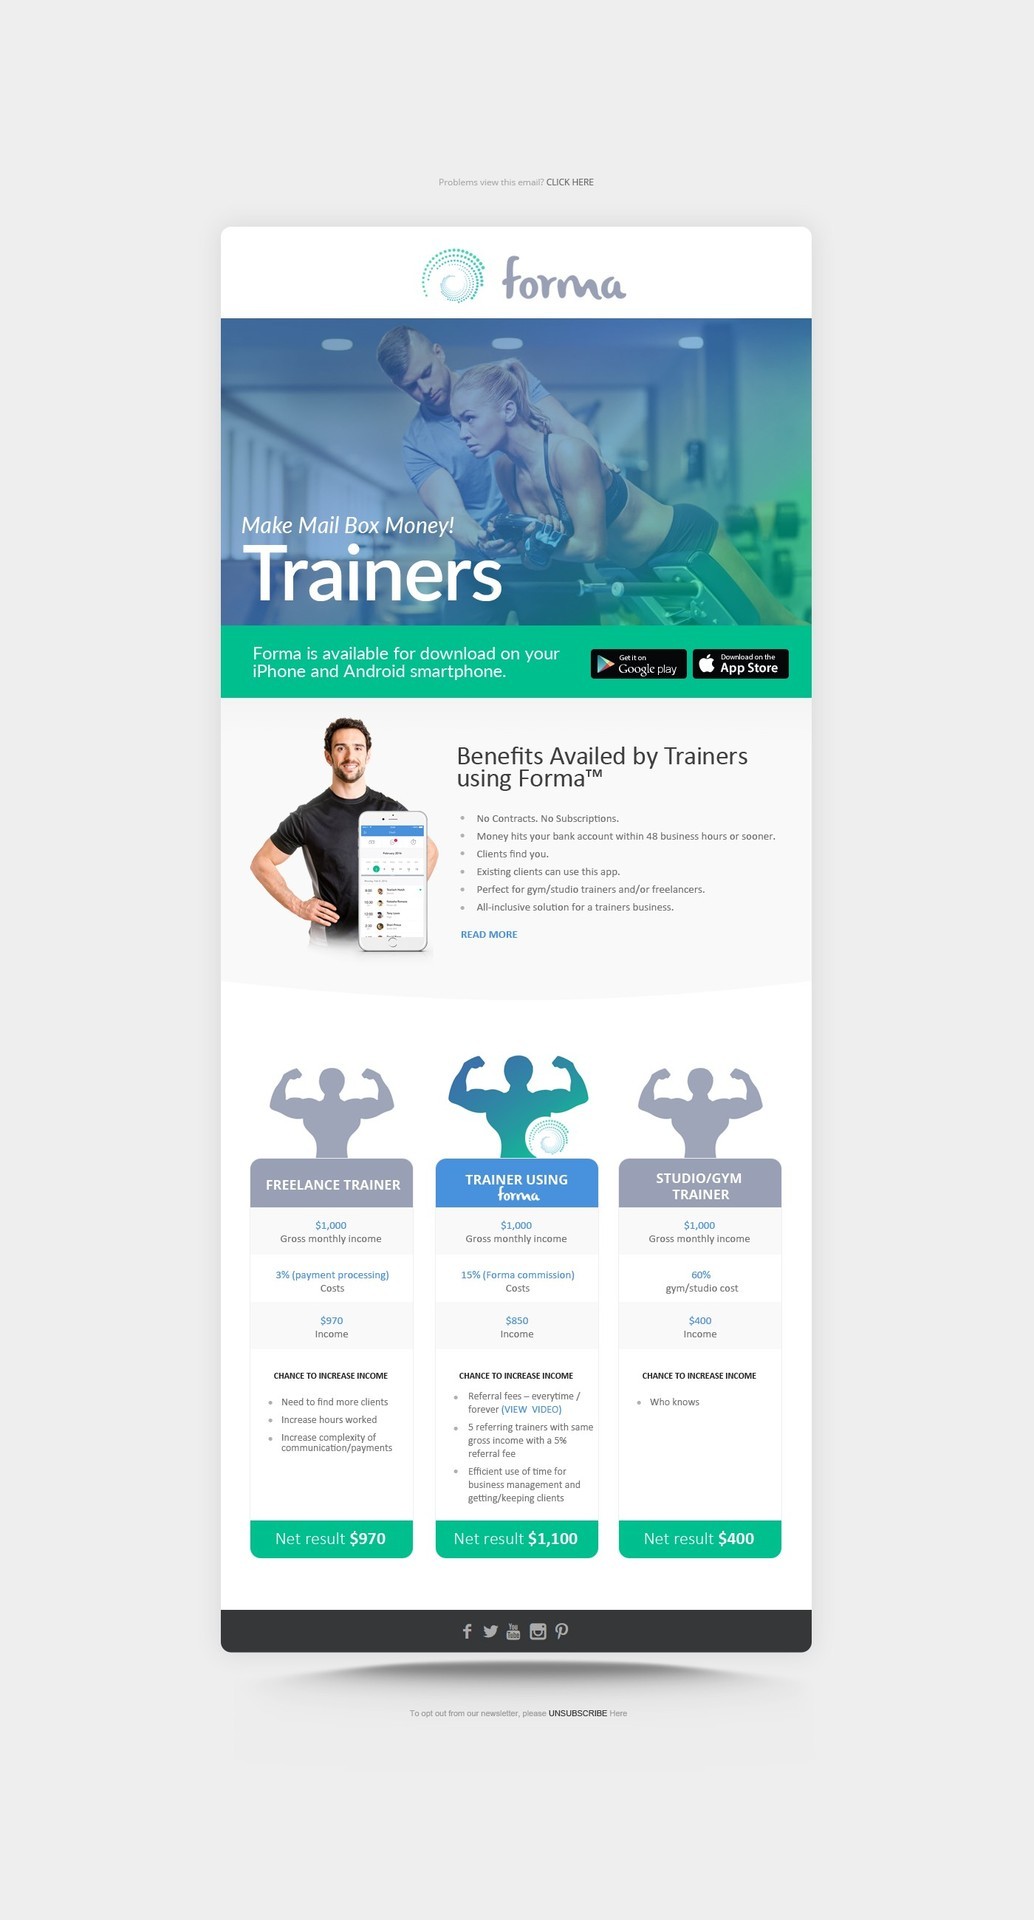 Problems view this email? CLICK HERE
forma
Make Mail Box Money!
Trainers
Forma is available for download on your
iPhone and Android smartphone.
Get it on
Google play
Download on the
App Store
Benefits Availed by Trainers
using Forma™
No Contracts. No Subscriptions.
Money hits your bank account within 48 business hours or sooner.
Clients find you.
Existing clients can use this app.
Perfect for gym/studio trainers and/or freelancers.
All-inclusive solution for a trainers business.
READ MORE
FREELANCE TRAINER
$1,000
Gross monthly income
3% (payment processing)
Costs
$970
Income
CHANCE TO INCREASE INCOME
Need to find more clients
Increase hours worked
Increase complexity of
communication/payments
Net result $970
TRAINER USING
forma
$1,000
Gross monthly income
15% (Forma commission)
Costs
$850
Income
CHANCE TO INCREASE INCOME
Referral fees – everytime /
forever (VIEW VIDEO)
5 referring trainers with same
gross income with a 5%
referral fee
Efficient use of time for
business management and
getting/keeping clients
Net result $1,100
STUDIO/GYM
TRAINER
$1,000
Gross monthly income
60%
gym/studio cost
$400
Income
CHANCE TO INCREASE INCOME
Who knows
Net result $400
You
Tube
To opt out from our newsletter, please UNSUBSCRIBE Here